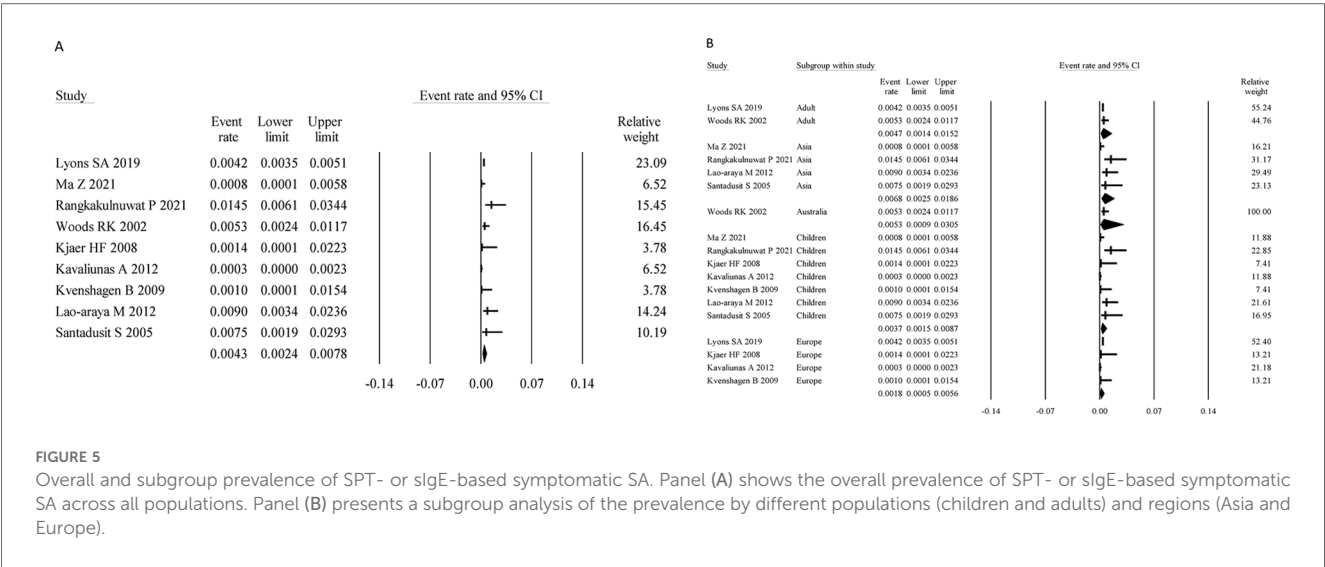 A
Study Event rate and 95% CI
Event Lower Upper Relative
rate limit limit weight
Lyons SA 2019 0.0042 0.0035 0.0051 23.09
Ma Z 2021 0.0008 0.0001 0.0058 6.52
Rangkakulnuwat P 2021 0.0145 0.0061 0.0344 15.45
Woods RK 2002 0.0053 0.0024 0.0117 16.45
Kjaer HF 2008 0.0014 0.0001 0.0223 3.78
Kavaliunas A 2012 0.0003 0.0000 0.0023 6.52
Kvenshagen B 2009 0.0010 0.0001 0.0154 3.78
Lao-araya M 2012 0.0090 0.0034 0.0236 14.24
Santadusit S 2005 0.0075 0.0019 0.0293 10.19
0.0043 0.0024 0.0078
-0.14 -0.07 0.00 0.07 0.14
B
Study Subgroup within study Event rate and 95% CI
Event Lower Upper Relative
rate limit limit weight
Lyons SA 2019 Adult 0.0042 0.0035 0.0051 55.24
Woods RK 2002 Adult 0.0053 0.0024 0.0117 44.76
0.0047 0.0014 0.0152
Ma Z 2021 Asia 0.0008 0.0001 0.0058 16.21
Rangkakulnuwat P 2021 Asia 0.0145 0.0061 0.0344 31.17
Lao-araya M 2012 Asia 0.0090 0.0034 0.0236 29.49
Santadusit S 2005 Asia 0.0075 0.0019 0.0293 23.13
0.0068 0.0025 0.0186
Woods RK 2002 Australia 0.0053 0.0024 0.0117 100.00
0.0053 0.0009 0.0305
Ma Z 2021 Children 0.0008 0.0001 0.0058 11.88
Rangkakulnuwat P 2021 Children 0.0145 0.0061 0.0344 22.85
Kjaer HF 2008 Children 0.0014 0.0001 0.0223 7.41
Kavaliunas A 2012 Children 0.0003 0.0000 0.0023 11.88
Kvenshagen B 2009 Children 0.0010 0.0001 0.0154 7.41
Lao-araya M 2012 Children 0.0090 0.0034 0.0236 21.61
Santadusit S 2005 Children 0.0075 0.0019 0.0293 16.95
0.0037 0.0015 0.0087
Lyons SA 2019 Europe 0.0042 0.0035 0.0051 52.40
Kjaer HF 2008 Europe 0.0014 0.0001 0.0223 13.21
Kavaliunas A 2012 Europe 0.0003 0.0000 0.0023 21.18
Kvenshagen B 2009 Europe 0.0010 0.0001 0.0154 13.21
0.0018 0.0005 0.0056
-0.14 -0.07 0.00 0.07 0.14
FIGURE 5
Overall and subgroup prevalence of SPT- or sIgE-based symptomatic SA. Panel (A) shows the overall prevalence of SPT- or sIgE-based symptomatic
SA across all populations. Panel (B) presents a subgroup analysis of the prevalence by different populations (children and adults) and regions (Asia and
Europe).